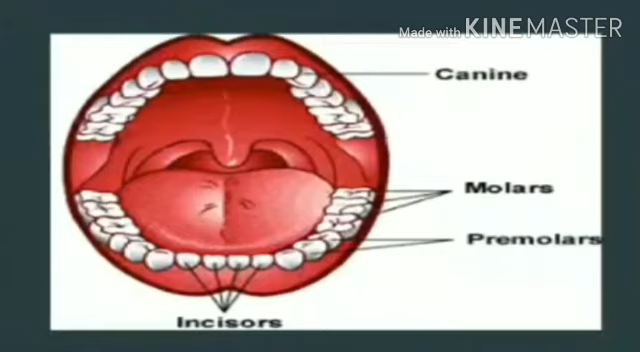 Made with KINEMASTER
Canine
Molars
Premolars
Incisors